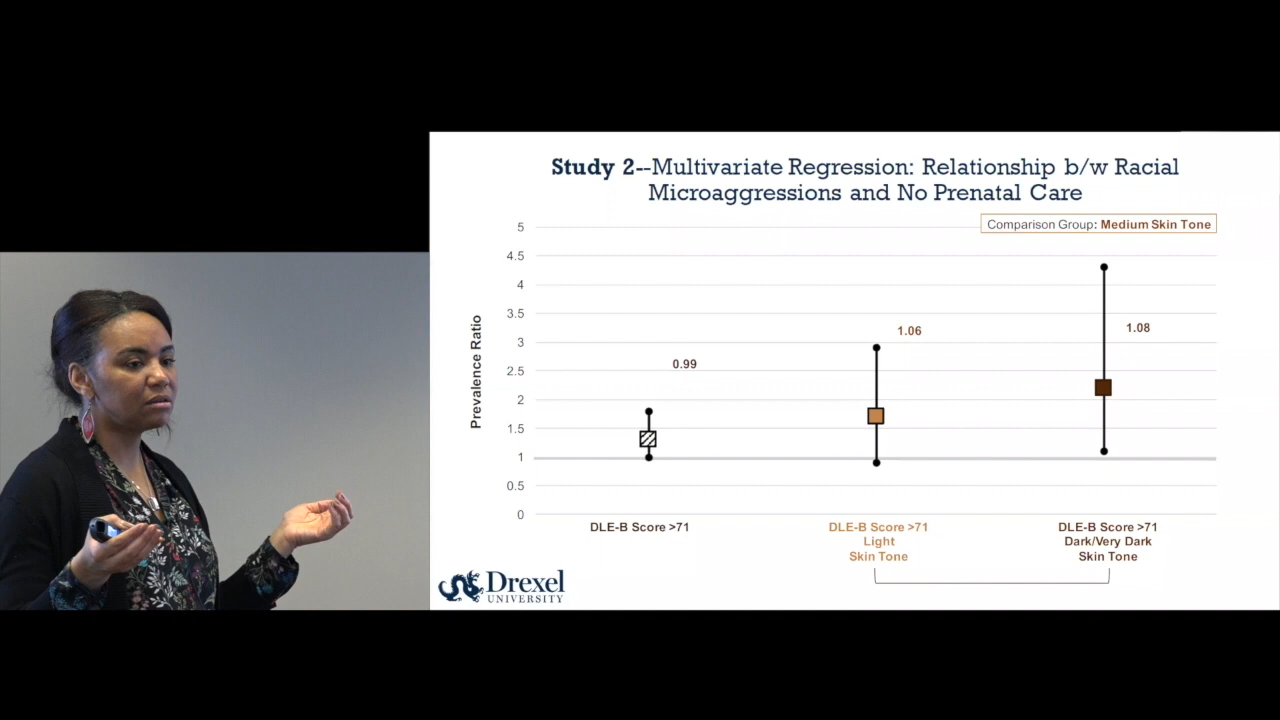 Study 2--Multivariate Regression: Relationship b/w Racial
Microaggressions and No Prenatal Care
Comparison Group: Medium Skin Tone
Prevalence Ratio
5
4.5
4
3.5
3
2.5
2
1.5
1
0.5
0
0.99
1.06
1.08
DLE-B Score >71
DLE-B Score >71
Light
Skin Tone
DLE-B Score >71
Dark/Very Dark
Skin Tone
Drexel
UNIVERSITY